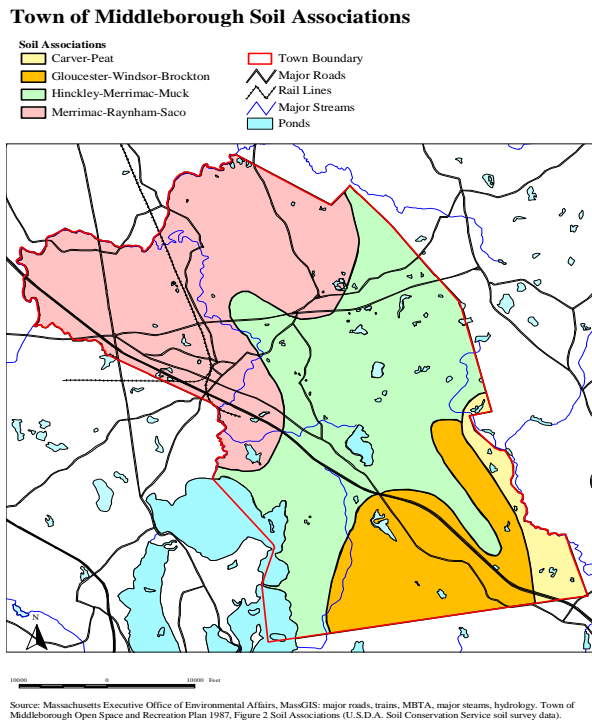 Town of Middleborough Soil Associations
Soil Associations
Carver-Peat
Gloucester-Windsor-Brockton
Hinckley-Merrimac-Muck
Merrimac-Raynham-Saco
Town Boundary
Major Roads
Rail Lines
Major Streams
Ponds
N
10000 0 10000 Feet
Source: Massachusetts Executive Office of Environmental Affairs, MassGIS: major roads, trains, MBTA, major steams, hydrology. Town of
Middleborough Open Space and Recreation Plan 1987, Figure 2 Soil Associations (U.S.D.A. Soil Conservation Service soil survey data).